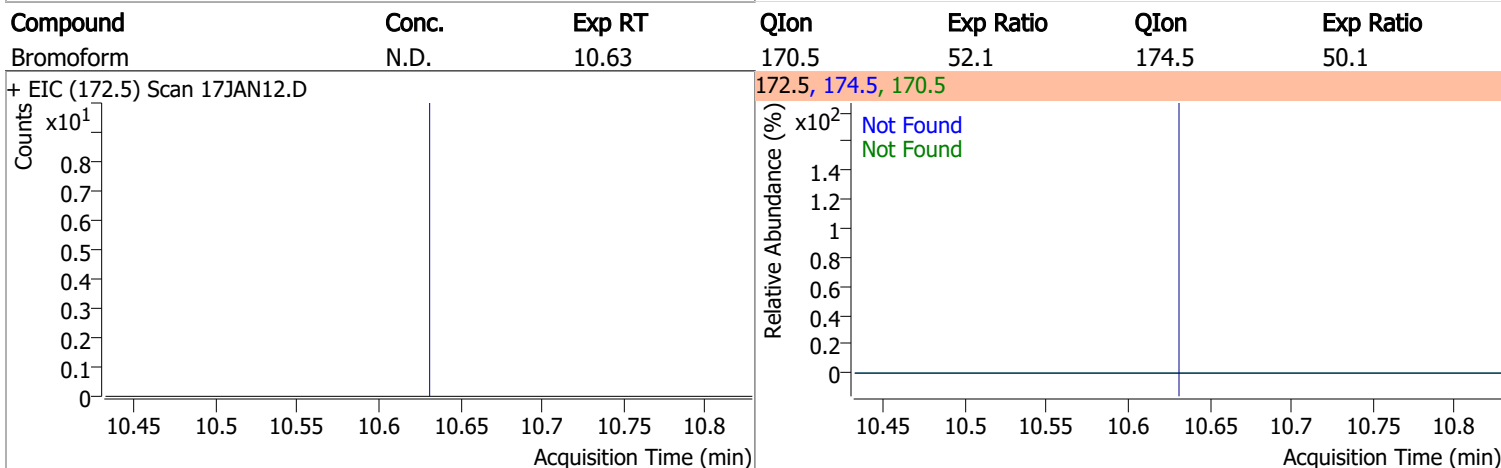 Compound Conc. Exp RT QIon Exp Ratio QIon Exp Ratio
Bromoform N.D. 10.63 170.5 52.1 174.5 50.1
+ EIC (172.5) Scan 17JAN12.D
Counts
x10¹
0.8
0.7
0.6
0.5
0.4
0.3
0.2
0.1
0
10.45 10.5 10.55 10.6 10.65 10.7 10.75 10.8
Acquisition Time (min)
172.5, 174.5, 170.5
Relative Abundance (%)
x10²
Not Found
Not Found
1.4
1.2
1
0.8
0.6
0.4
0.2
0
10.45 10.5 10.55 10.6 10.65 10.7 10.75 10.8
Acquisition Time (min)